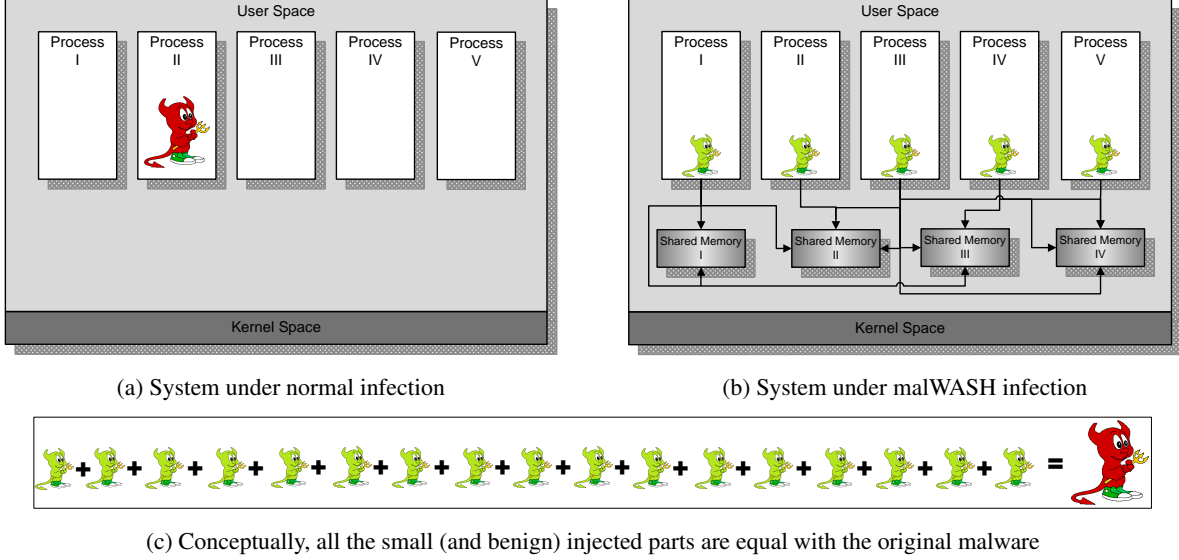 User Space
Process
I
Process
II
Process
III
Process
IV
Process
V
Kernel Space
(a) System under normal infection
User Space
Process
I
Process
II
Process
III
Process
IV
Process
V
Shared Memory
I
Shared Memory
II
Shared Memory
III
Shared Memory
IV
Kernel Space
(b) System under malWASH infection
+ + + + + + + + + + + + + + + =
(c) Conceptually, all the small (and benign) injected parts are equal with the original malware